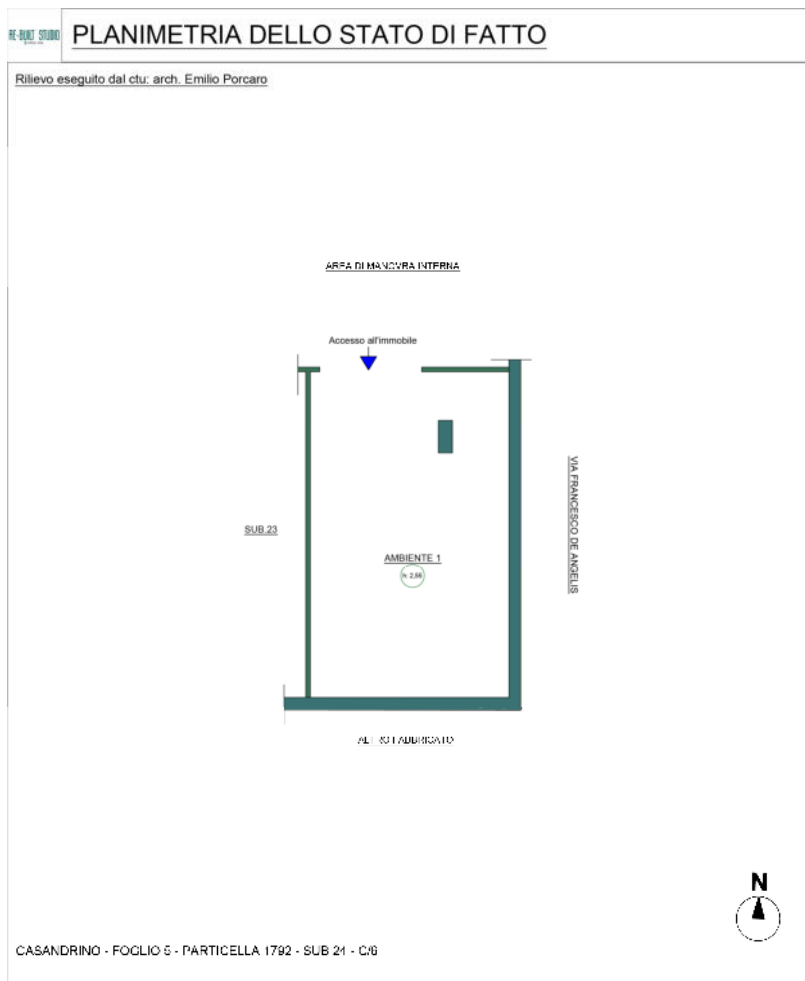 RE-BUILT STUDIO
PLANIMETRIA DELLO STATO DI FATTO
Rilievo eseguito dal ctu: arch. Emilio Porcaro
AREA DI MANOVRA INTERNA
Accesso all'immobile
SUB.23
VIA FRANCESCO DE ANGELIS
AMBIENTE 1
ALTRO FABBRICATO
N
CASANDRINO - FOGLIO 5 - PARTICELLA 1792 - SUB 24 - C/6